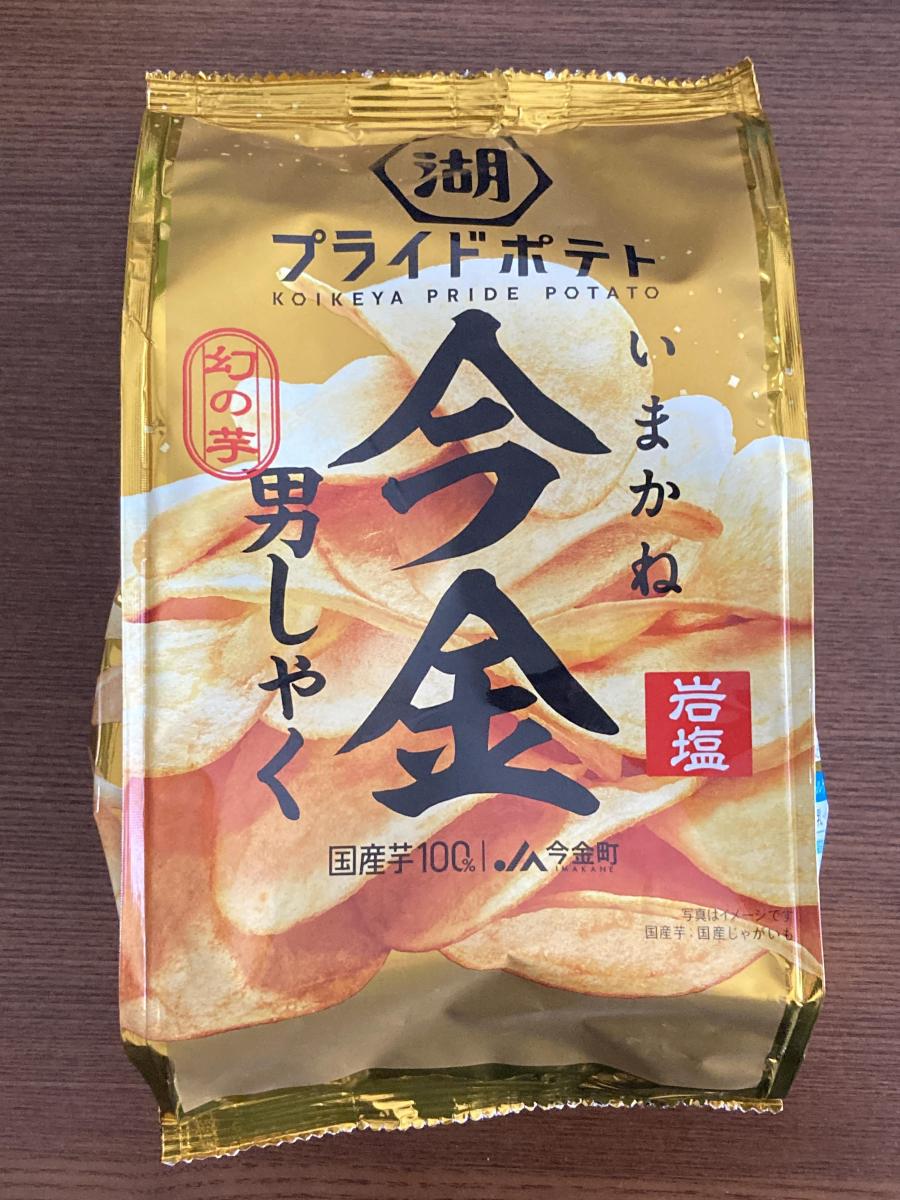 湖
プライドポテト
KOIKEYA PRIDE POTATO
今金
いまかね
幻の芋
男しゃく
岩塩
国産芋100% JA今金町
IMAKANE
写真はイメージです
国産芋:国産じゃがいも